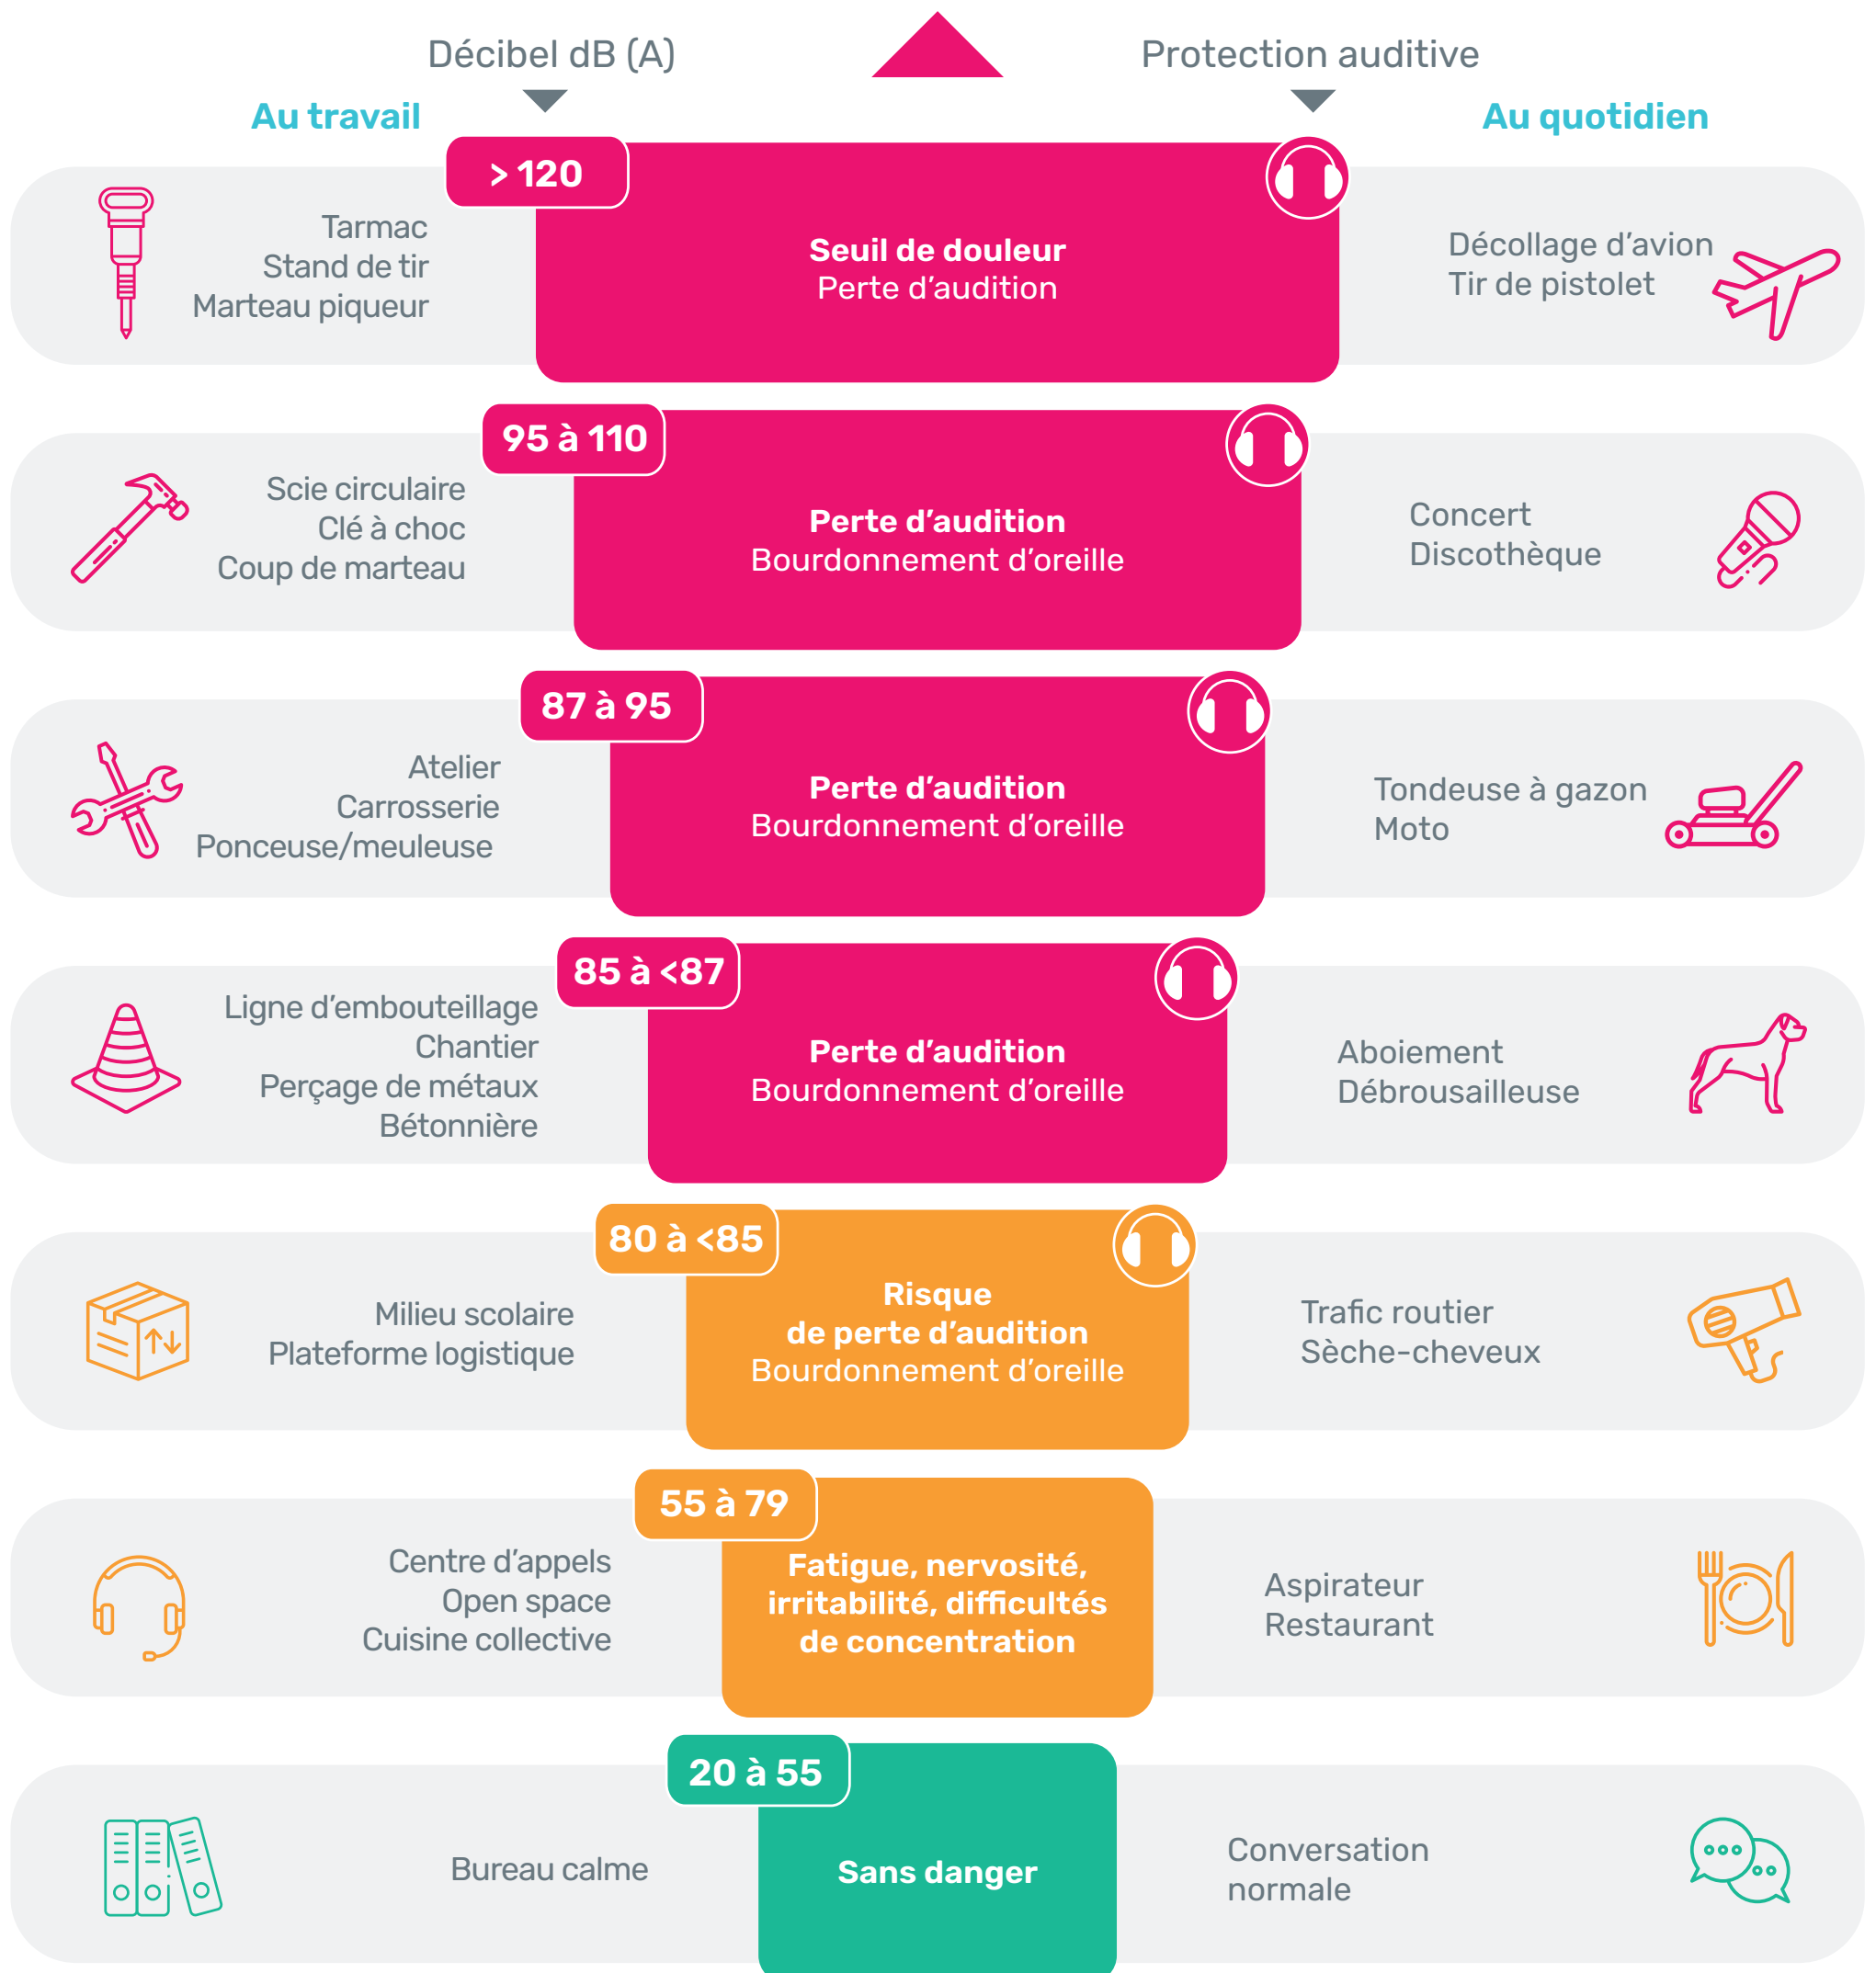 Décibel dB (A)
Protection auditive
Au travail
Au quotidien
> 120
Tarmac
Stand de tir
Marteau piqueur
Seuil de douleur
Perte d’audition
Décollage d’avion
Tir de pistolet
95 à 110
Scie circulaire
Clé à choc
Coup de marteau
Perte d’audition
Bourdonnement d’oreille
Concert
Discothèque
87 à 95
Atelier
Carrosserie
Ponceuse/meuleuse
Perte d’audition
Bourdonnement d’oreille
Tondeuse à gazon
Moto
85 à <87
Ligne d’embouteillage
Chantier
Perçage de métaux
Bétonnière
Perte d’audition
Bourdonnement d’oreille
Aboiement
Débrousailleuse
80 à <85
Milieu scolaire
Plateforme logistique
Risque
de perte d’audition
Bourdonnement d’oreille
Trafic routier
Sèche-cheveux
55 à 79
Centre d’appels
Open space
Cuisine collective
Fatigue, nervosité,
irritabilité, difficultés
de concentration
Aspirateur
Restaurant
20 à 55
Bureau calme
Sans danger
Conversation
normale